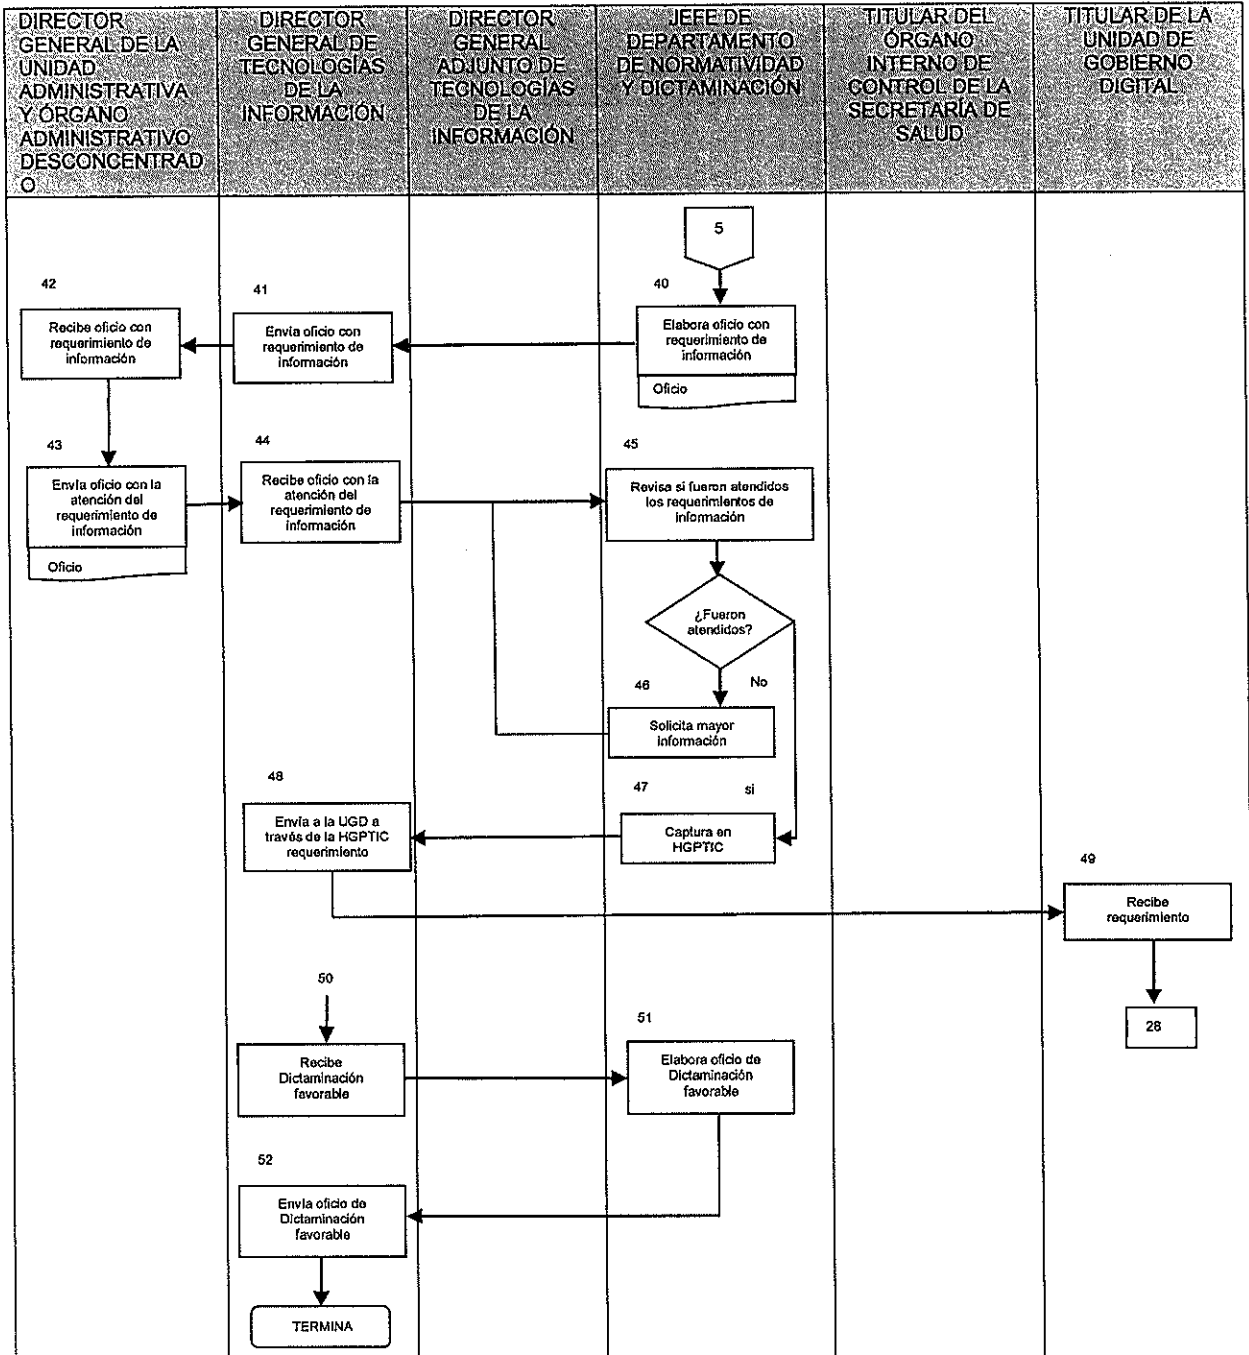 DIRECTOR
GENERAL DE LA
UNIDAD
ADMINISTRATIVA
Y ÓRGANO
ADMINISTRATIVO
DESCONCENTRAD
O
DIRECTOR
GENERAL DE
TECNOLOGÍAS
DE LA
INFORMACIÓN
DIRECTOR
GENERAL
ADJUNTO DE
TECNOLOGÍAS
DE LA
INFORMACIÓN
JEFE DE
DEPARTAMENTO
DE NORMATIVIDAD
Y DICTAMINACIÓN
TITULAR DEL
ÓRGANO
INTERNO DE
CONTROL DE LA
SECRETARÍA DE
SALUD
TITULAR DE LA
UNIDAD DE
GOBIERNO
DIGITAL
5
40
Elabora oficio con
requerimiento de
información
Oficio
41
Envía oficio con
requerimiento de
información
42
Recibe oficio con
requerimiento de
información
43
Envía oficio con la
atención del
requerimiento de
información
Oficio
44
Recibe oficio con la
atención del
requerimiento de
información
45
Revisa si fueron atendidos
los requerimientos de
información
¿Fueron
atendidos?
No
46
Solicita mayor
información
si
47
Captura en
HGPTIC
48
Envía a la UGD a
través de la HGPTIC
requerimiento
49
Recibe
requerimiento
28
50
Recibe
Dictaminación
favorable
51
Elabora oficio de
Dictaminación
favorable
52
Envía oficio de
Dictaminación
favorable
TERMINA